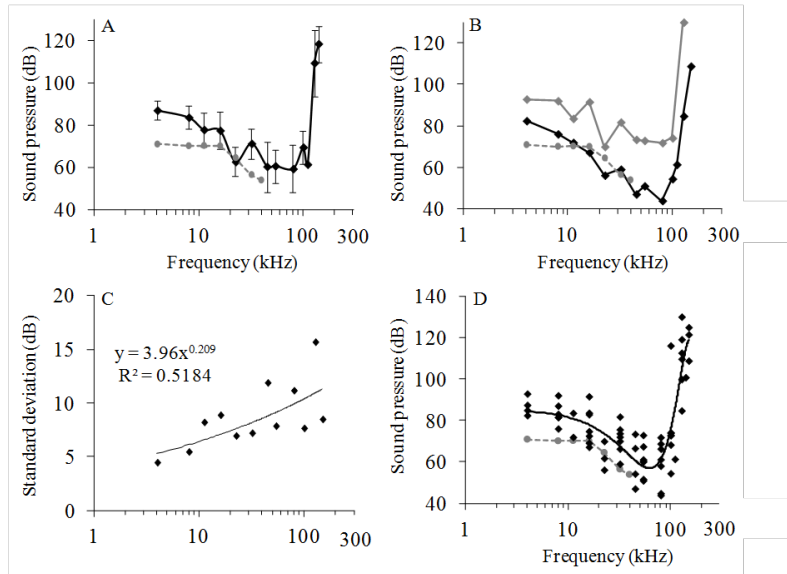 A
Sound pressure (dB)
120
100
80
60
40
1
10
100
300
Frequency (kHz)
B
Sound pressure (dB)
120
100
80
60
40
1
10
100
300
Frequency (kHz)
C
Standard deviation (dB)
20
15
10
5
0
y = 3.96x^0.209
R² = 0.5184
1
10
100
300
D
Sound pressure (dB)
140
120
100
80
60
40
1
10
100
300
Frequency (kHz)